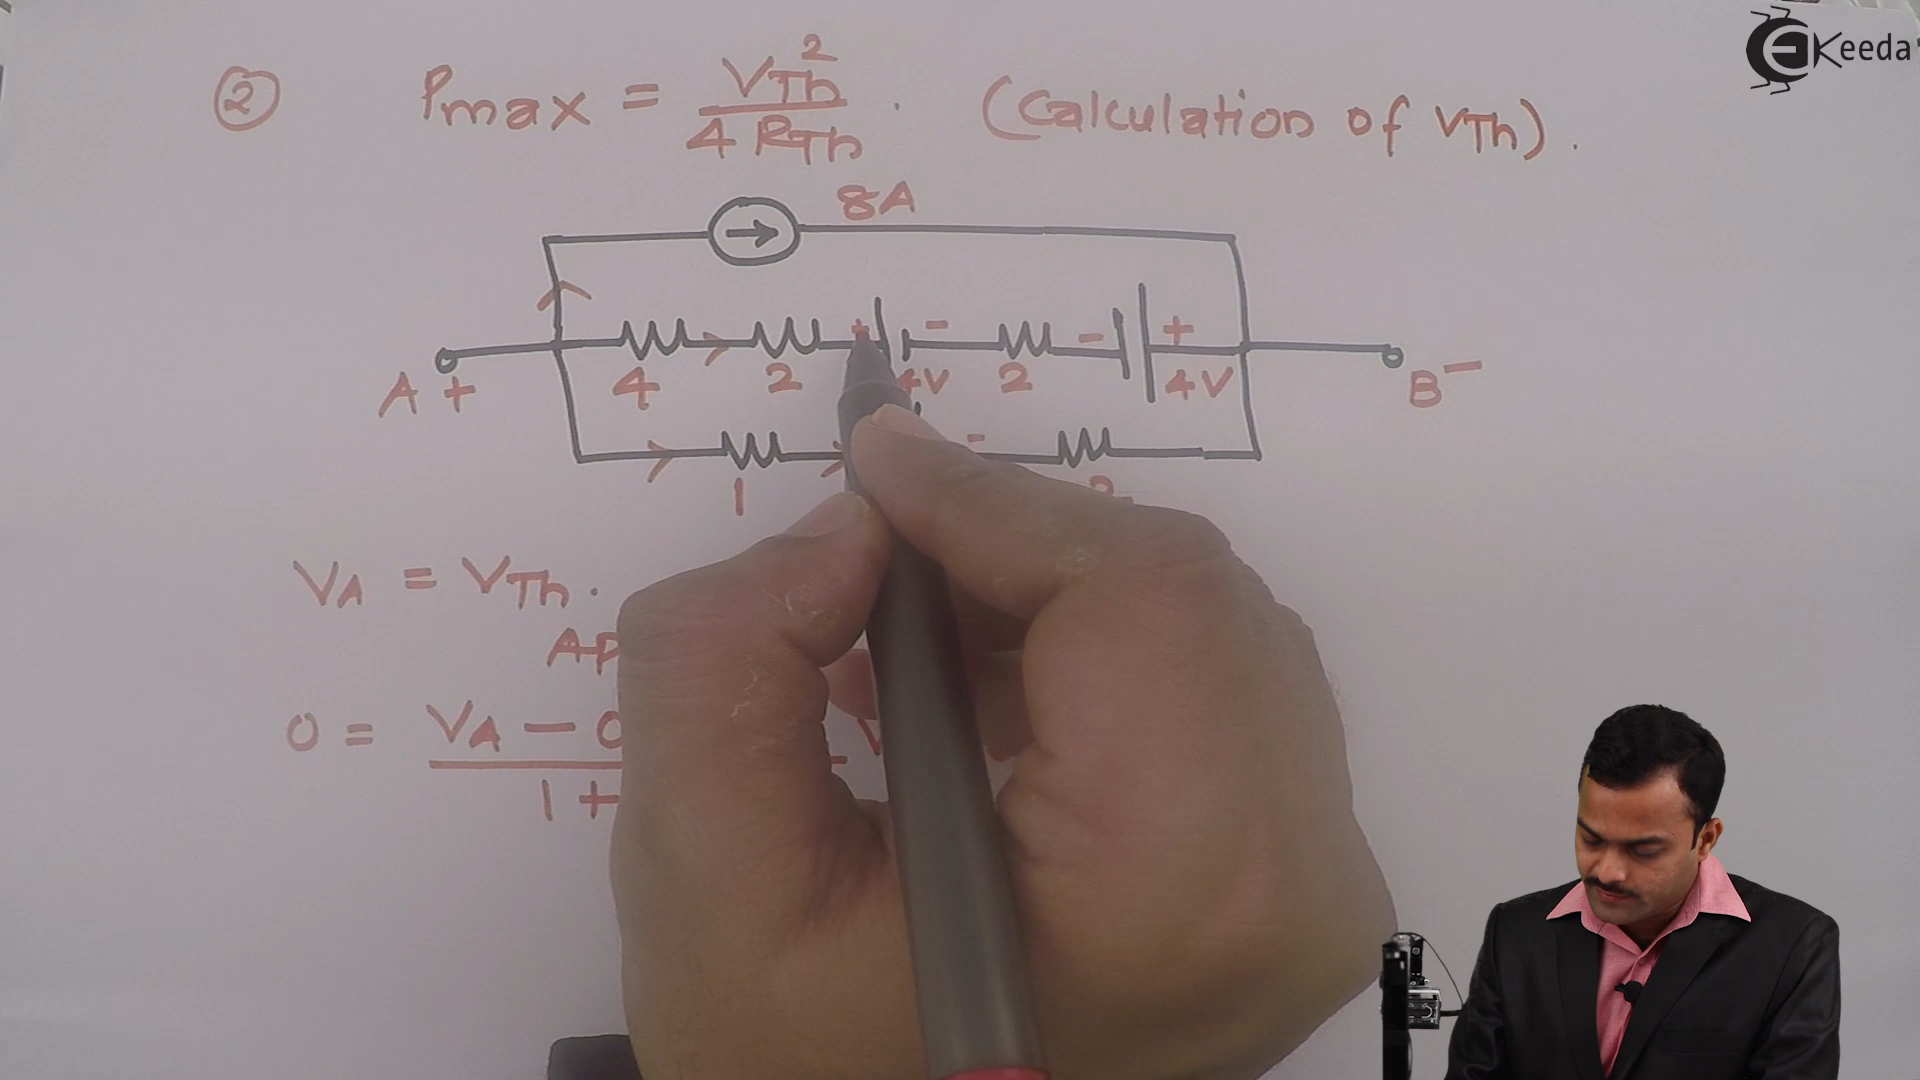 EKeeda
② Pmax = VTh² / 4 RTh . (Calculation of VTh).
8A
+ - - +
4 2 4V 2 4V
A + B -
-
1
VA = VTh.
AP
0 = VA - 0
1 +